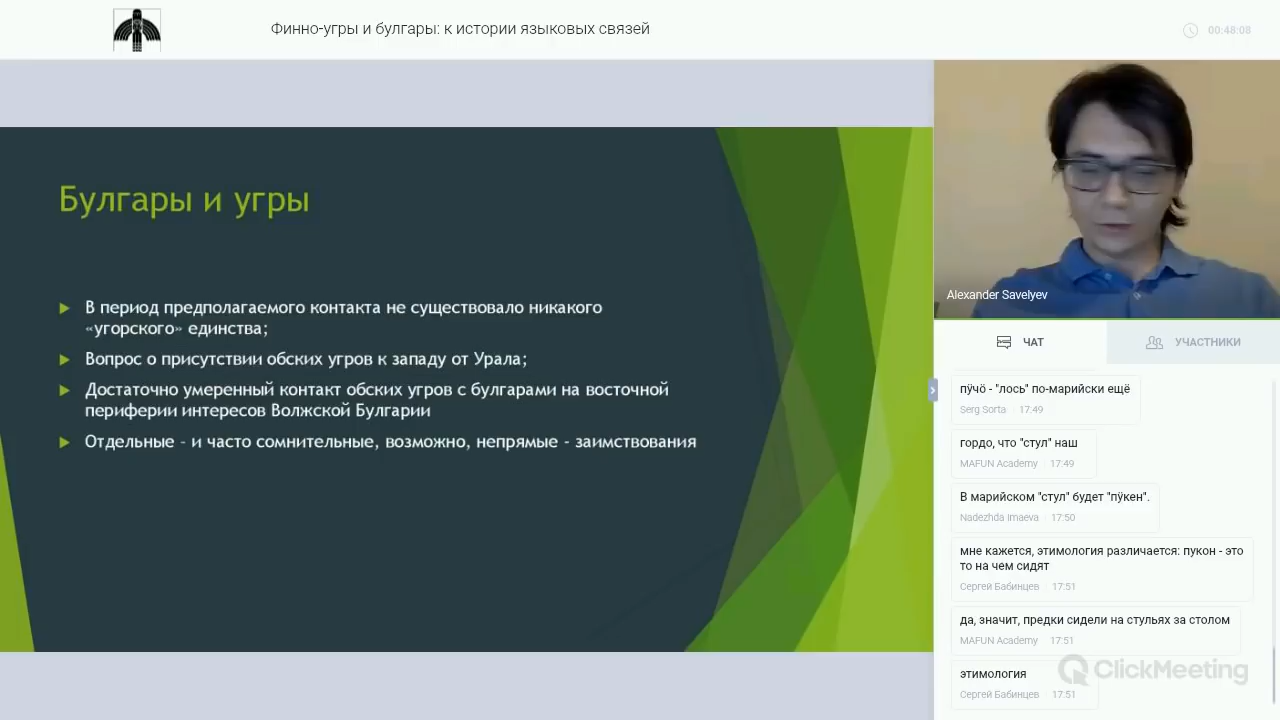 Финно-угры и булгары: к истории языковых связей
00:48:08
Булгары и угры
В период предполагаемого контакта не существовало никакого
«угорского» единства;
Вопрос о присутствии обских угров к западу от Урала;
Достаточно умеренный контакт обских угров с булгарами на восточной
периферии интересов Волжской Булгарии
Отдельные - и часто сомнительные, возможно, непрямые - заимствования
Alexander Savelyev
ЧАТ
УЧАСТНИКИ
пӱчӧ - "лось" по-марийски ещё
Serg Sorta 17:49
гордо, что "стул" наш
MAFUN Academy 17:49
В марийском "стул" будет "пӱкен".
Nadezhda Imaeva 17:50
мне кажется, этимология различается: пукон - это
то на чем сидят
Сергей Бабинцев 17:51
да, значит, предки сидели на стульях за столом
MAFUN Academy 17:51
этимология
Сергей Бабинцев 17:51
ClickMeeting